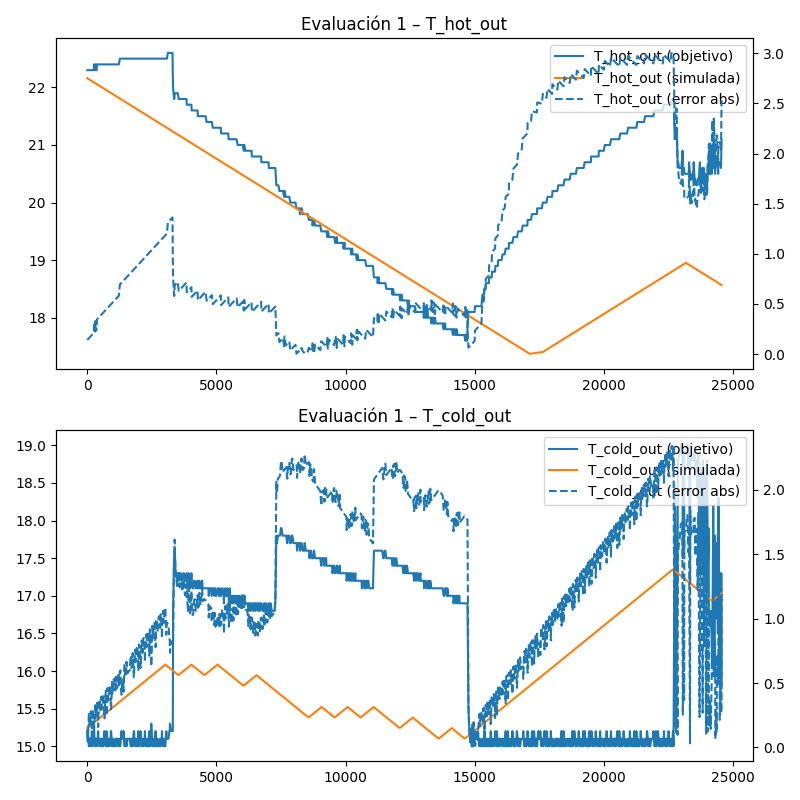 Evaluación 1 – T_hot_out
T_hot_out (objetivo)
T_hot_out (simulada)
T_hot_out (error abs)
22
21
20
19
18
3.0
2.5
2.0
1.5
1.0
0.5
0.0
0 5000 10000 15000 20000 25000
Evaluación 1 – T_cold_out
T_cold_out (objetivo)
T_cold_out (simulada)
T_cold_out (error abs)
19.0
18.5
18.0
17.5
17.0
16.5
16.0
15.5
15.0
2.0
1.5
1.0
0.5
0.0
0 5000 10000 15000 20000 25000